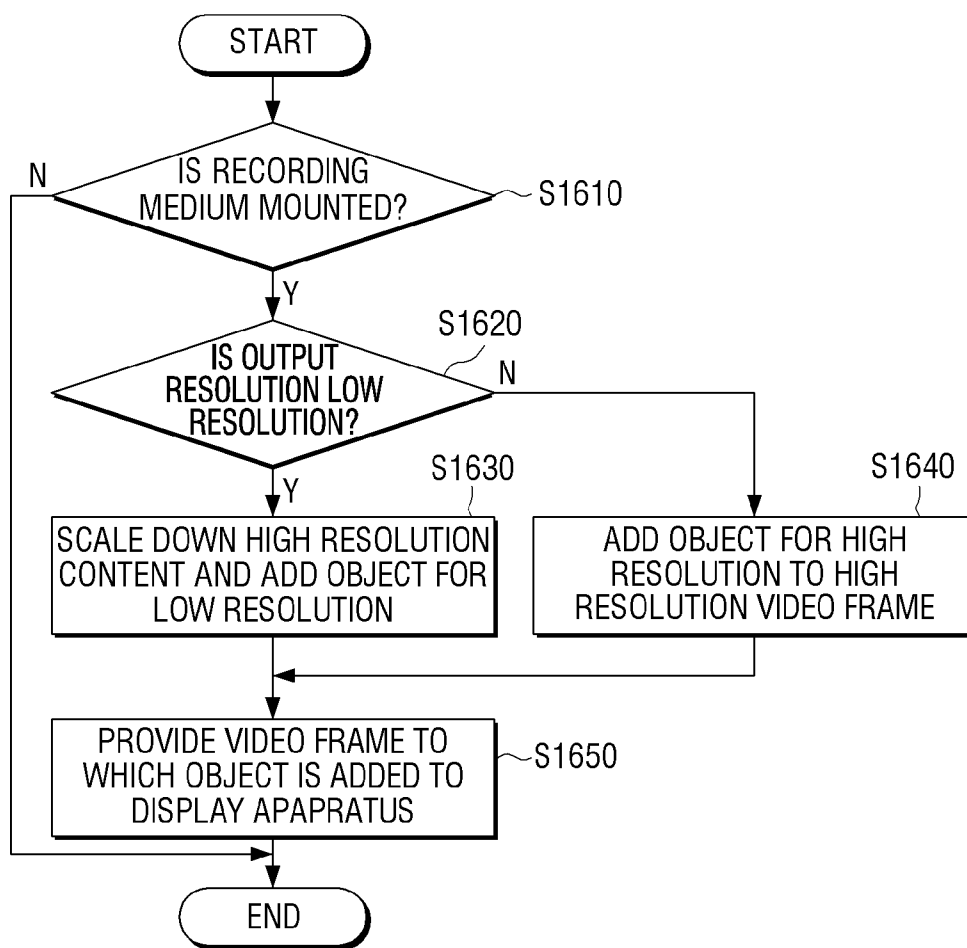 START
IS RECORDING
MEDIUM MOUNTED?
N
S1610
Y
S1620
IS OUTPUT
RESOLUTION LOW
RESOLUTION?
N
Y
S1630
S1640
SCALE DOWN HIGH RESOLUTION
CONTENT AND ADD OBJECT FOR
LOW RESOLUTION
ADD OBJECT FOR HIGH
RESOLUTION TO HIGH
RESOLUTION VIDEO FRAME
PROVIDE VIDEO FRAME TO
WHICH OBJECT IS ADDED TO
DISPLAY APAPRATUS
S1650
END